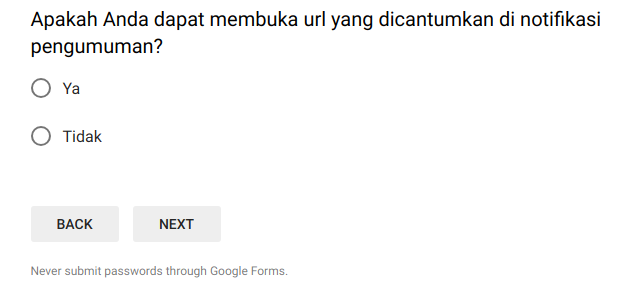 Apakah Anda dapat membuka url yang dicantumkan di notifikasi
pengumuman?
Ya
Tidak
BACK
NEXT
Never submit passwords through Google Forms.